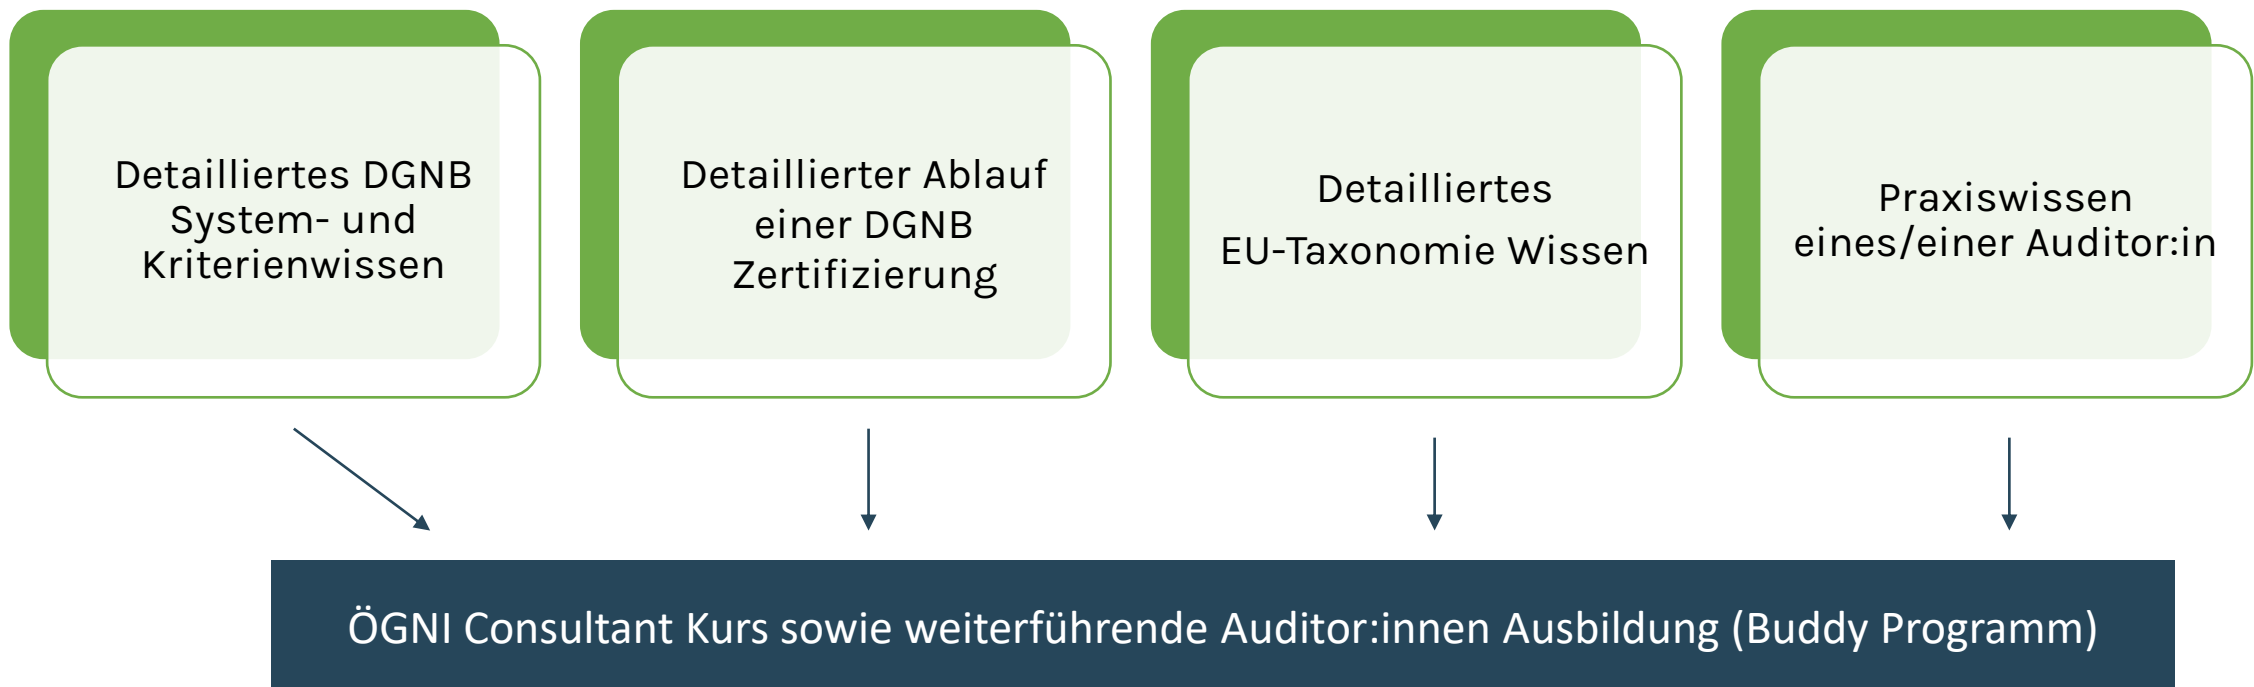 Detailliertes DGNB
System- und
Kriterienwissen
Detaillierter Ablauf
einer DGNB
Zertifizierung
Detailliertes
EU-Taxonomie Wissen
Praxiswissen
eines/einer Auditor:in
ÖGNI Consultant Kurs sowie weiterführende Auditor:innen Ausbildung (Buddy Programm)